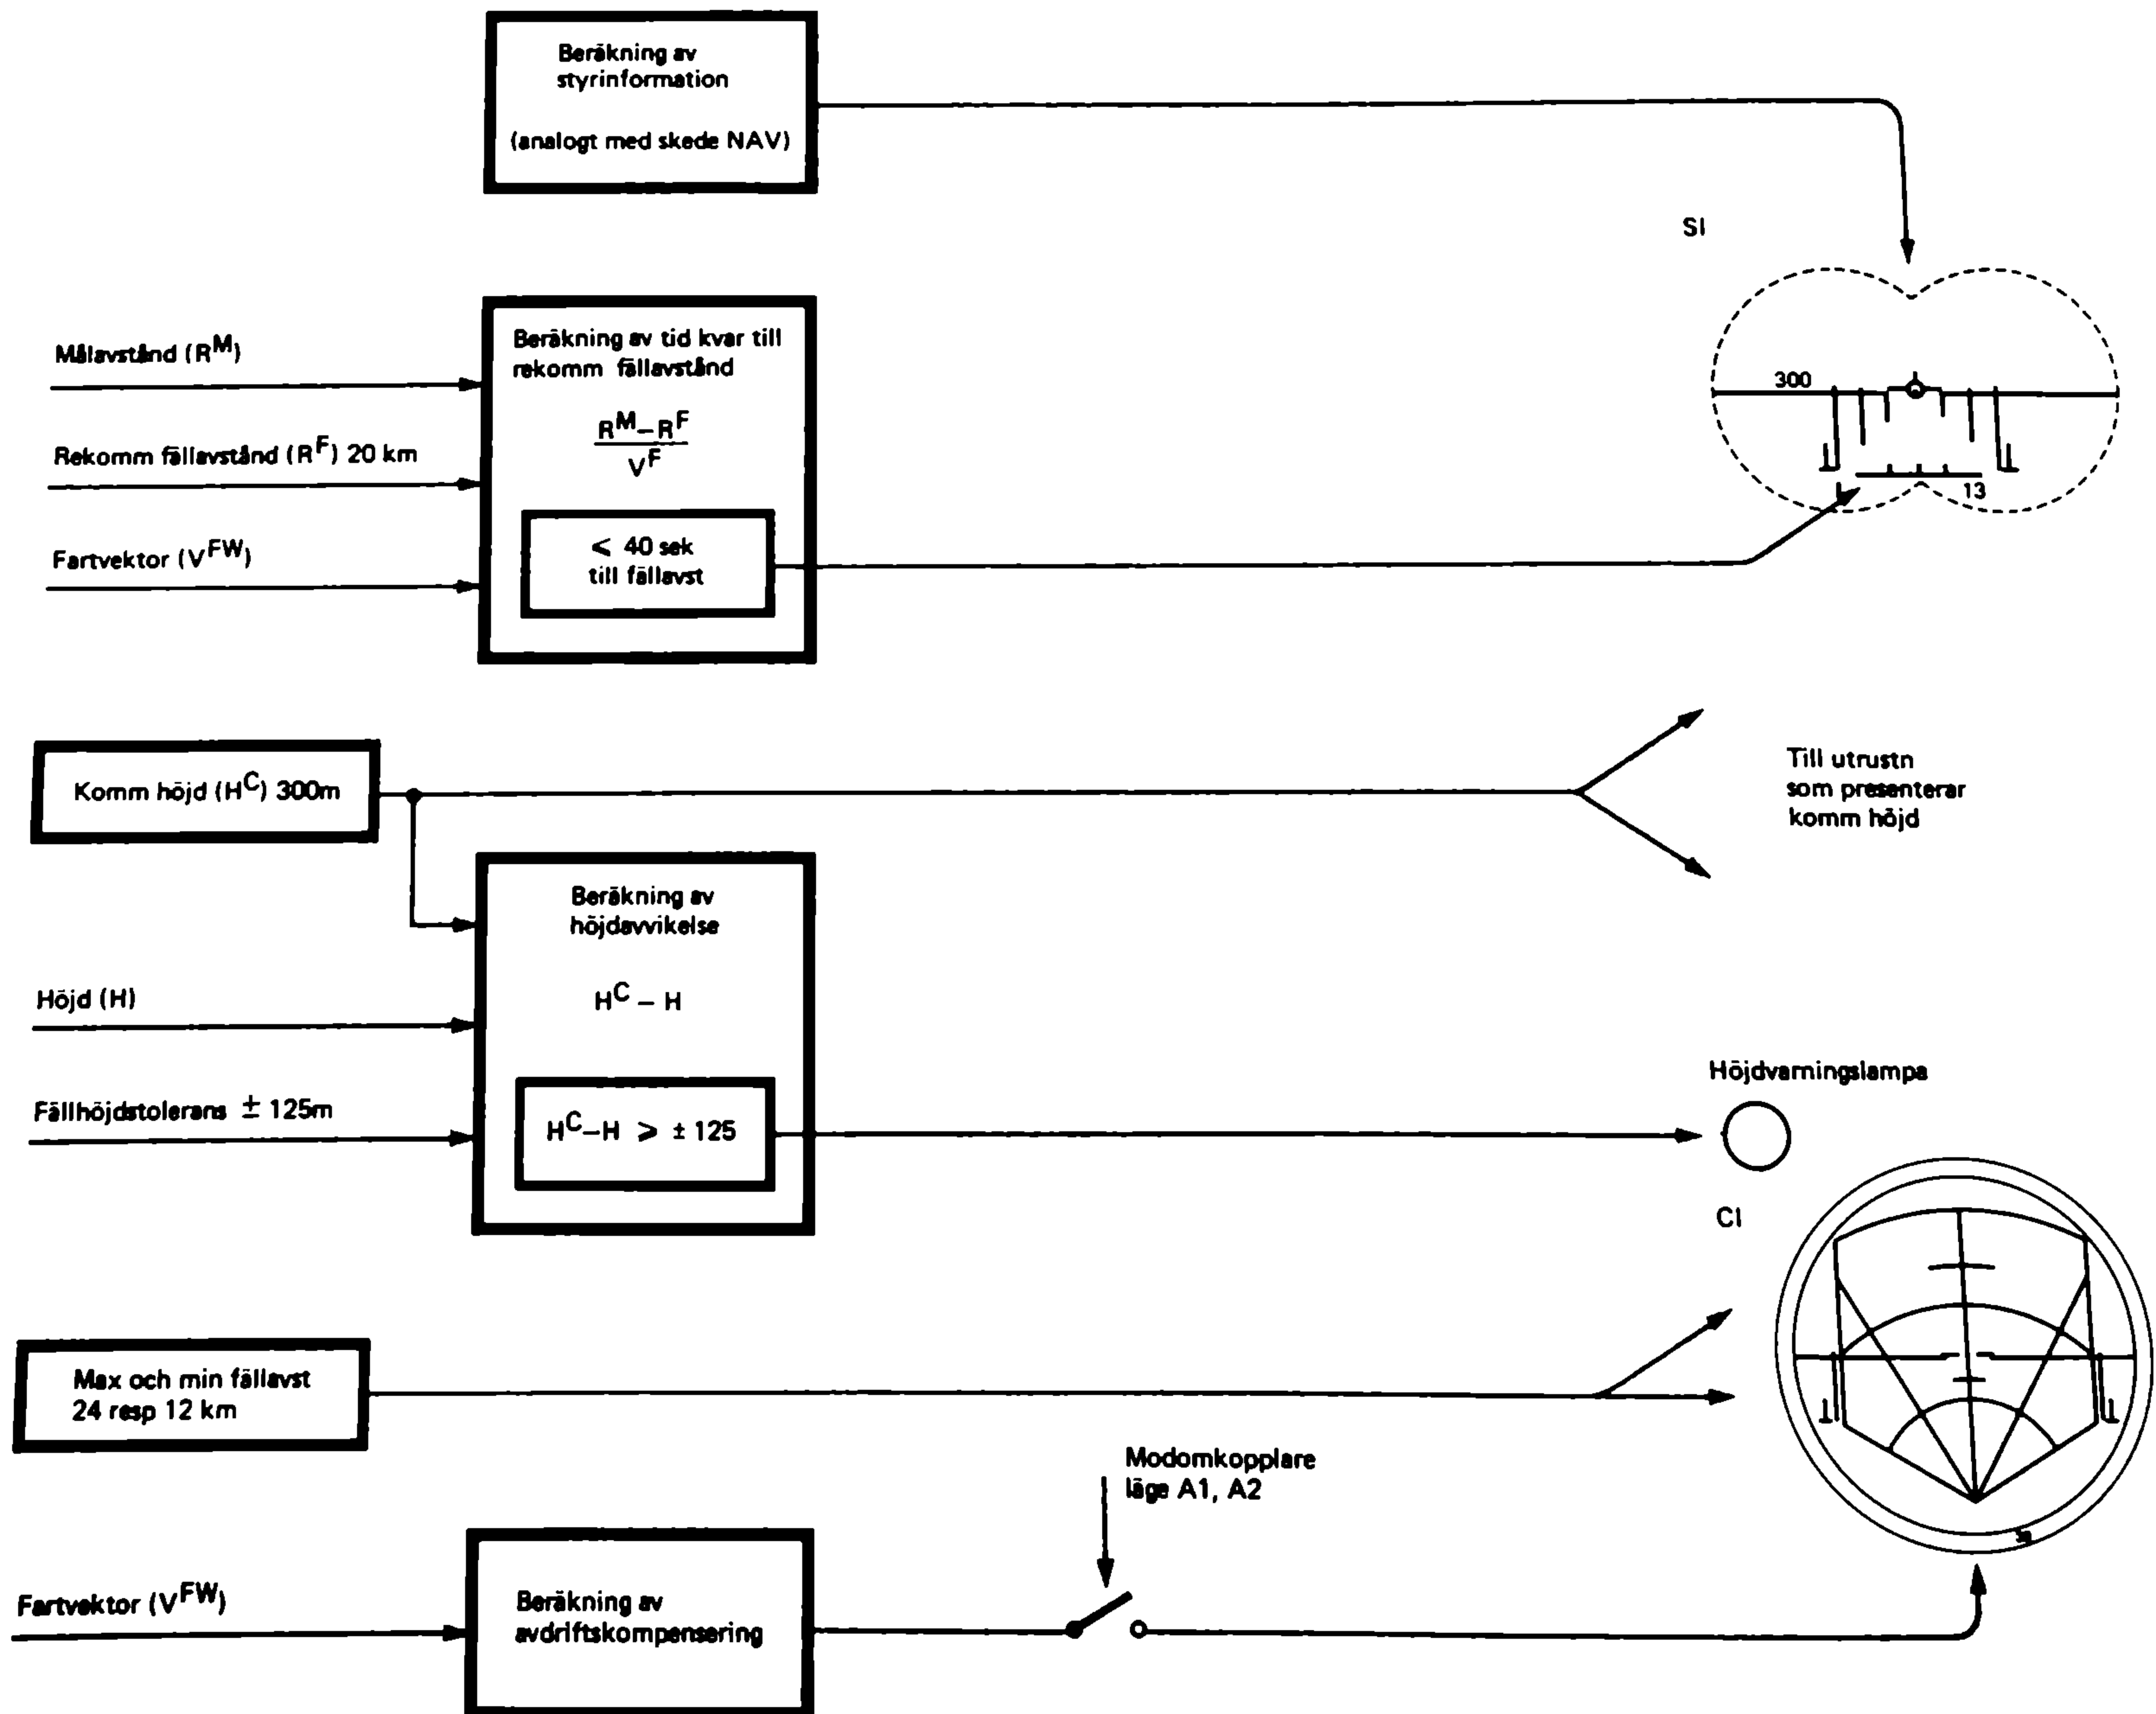 Beräkning av
styrinformation
(analogt med skede NAV)
SI
Målavstånd (R^M)
Rekomm fällavstånd (R^F) 20 km
Fartvektor (V^FW)
Beräkning av tid kvar till
rekomm fällavstånd
R^M – R^F
V^F
< 40 sek
till fällavst
300
13
Komm höjd (H^C) 300m
Till utrustn
som presenterar
komm höjd
Beräkning av
höjdavvikelse
H^C – H
Höjd (H)
Fällhöjdstolerans ± 125m
H^C–H > ± 125
Höjdvarningslampa
CI
Max och min fällavst
24 resp 12 km
Modomkopplare
läge A1, A2
Fartvektor (V^FW)
Beräkning av
avdriftskompensering